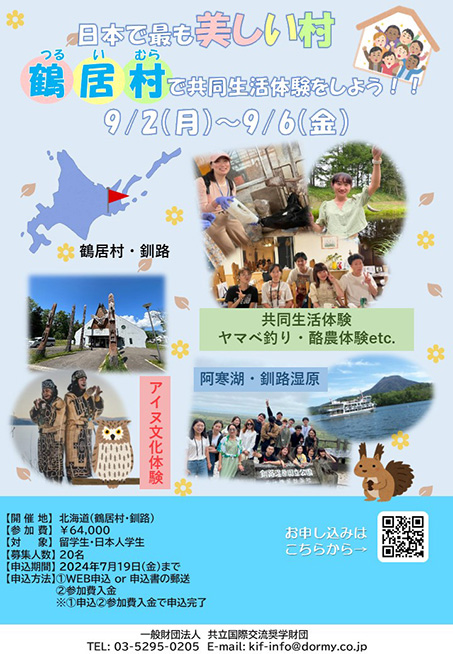 日本で最も美しい村
つる い むら
鶴居村で共同生活体験をしよう！！
9/2(月)～9/6(金)
鶴居村・釧路
共同生活体験
ヤマベ釣り・酪農体験etc.
阿寒湖・釧路湿原
アイヌ文化体験
釧路湿原国立公園
【開 催 地】 北海道(鶴居村・釧路)
【参 加 費】 ￥64,000
【対　　象】 留学生・日本人学生
【募集人数】 20名
【申込期間】 2024年7月19日(金)まで
【申込方法】①WEB申込 or 申込書の郵送
②参加費入金
※①申込②参加費入金で申込完了
お申し込みは
こちらから→
一般財団法人　共立国際交流奨学財団
TEL: 03-5295-0205 E-mail: kif-info@dormy.co.jp